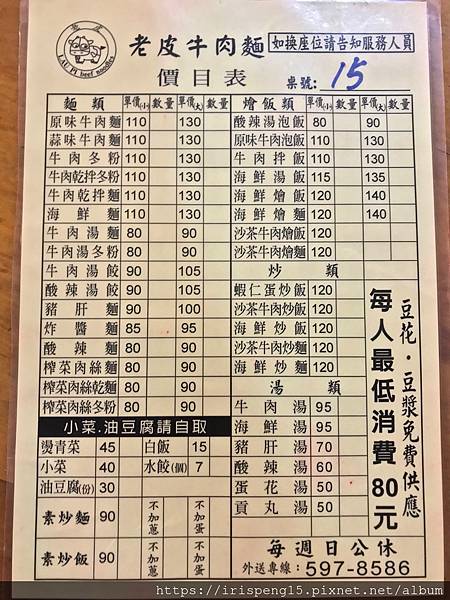 老皮
LAU PI beef noodles
老皮牛肉麵
如換座位請告知服務人員
價目表
桌號: 15
麵類 單價(小) 數量 單價(大) 數量
原味牛肉麵 110 130
蒜味牛肉麵 110 130
牛肉冬粉 110 130
牛肉乾拌冬粉 110 130
牛肉乾拌麵 110 130
海鮮麵 110 130
牛肉湯麵 80 90
牛肉湯冬粉 80 90
牛肉湯餃 90 105
酸辣湯餃 90 105
豬肝麵 90 100
炸醬麵 85 95
酸辣麵 80 90
榨菜肉絲麵 80 90
榨菜肉絲乾麵 80 90
榨菜肉絲冬粉 80 90
小菜.油豆腐請自取
燙青菜 45 白飯 15
小菜 40 水餃(個) 7
油豆腐(份) 30
素炒麵 90 不加蔥 不加蛋
素炒飯 90 不加蔥 不加蛋
燴飯類 單價(小) 數量 單價(大) 數量
酸辣湯泡飯 80 90
原味牛肉泡飯 110 130
牛肉拌飯 110 130
海鮮湯飯 115 135
海鮮燴飯 120 140
海鮮燴麵 120 140
沙茶牛肉燴飯 120
沙茶牛肉燴麵 120
炒類
蝦仁蛋炒飯 120
沙茶牛肉炒飯 120
海鮮炒飯 120
沙茶牛肉炒麵 120
海鮮炒麵 120
湯類
牛肉湯 95
海鮮湯 95
豬肝湯 70
酸辣湯 60
蛋花湯 50
貢丸湯 50
豆花·豆漿免費供應
每人最低消費80元
每週日公休
外送專線：597-8586
https://irispeng15.pixnet.net/album